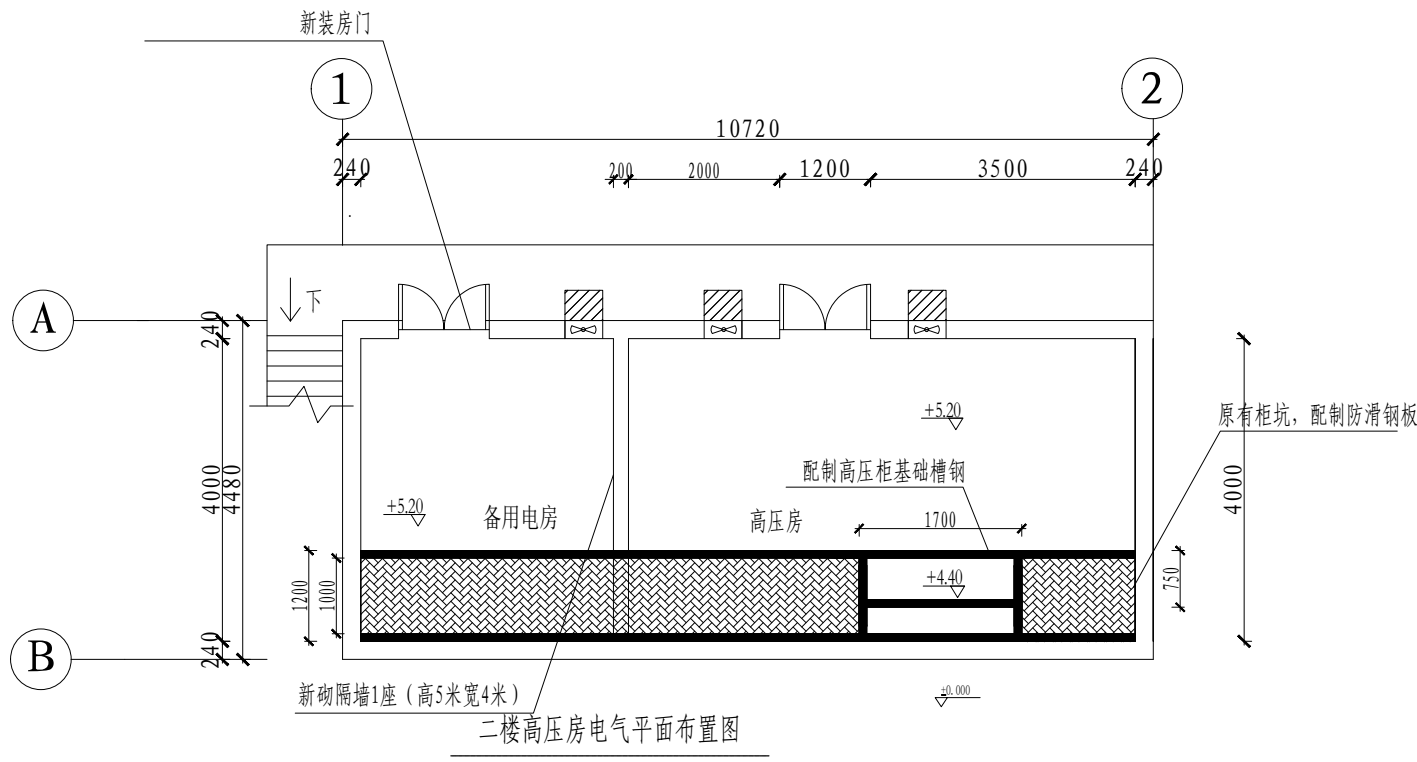 新装房门
1
2
10720
240
200
2000
1200
3500
240
下
A
240
+5.20
原有柜坑，配制防滑钢板
配制高压柜基础槽钢
4000
4480
4000
+5.20
备用电房
高压房
1700
1200
1000
+4.40
750
B
240
新砌隔墙1座（高5米宽4米）
±0.000
二楼高压房电气平面布置图